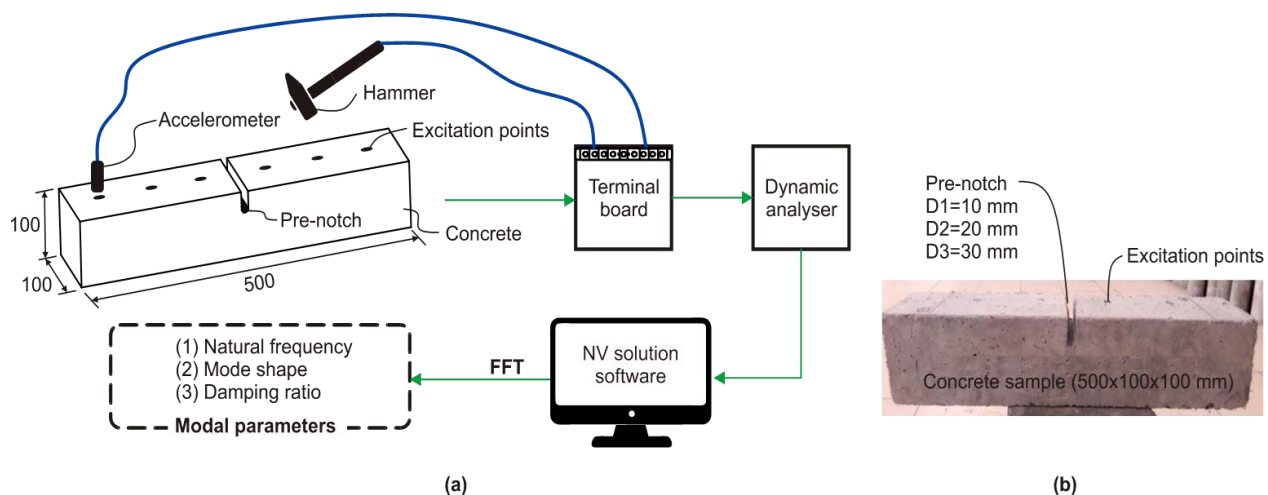 Hammer
Accelerometer
Excitation points
Pre-notch
Concrete
100
100
500
Terminal
board
Dynamic
analyser
NV solution
software
FFT
(1) Natural frequency
(2) Mode shape
(3) Damping ratio
Modal parameters
(a)
Pre-notch
D1=10 mm
D2=20 mm
D3=30 mm
Excitation points
Concrete sample (500x100x100 mm)
(b)